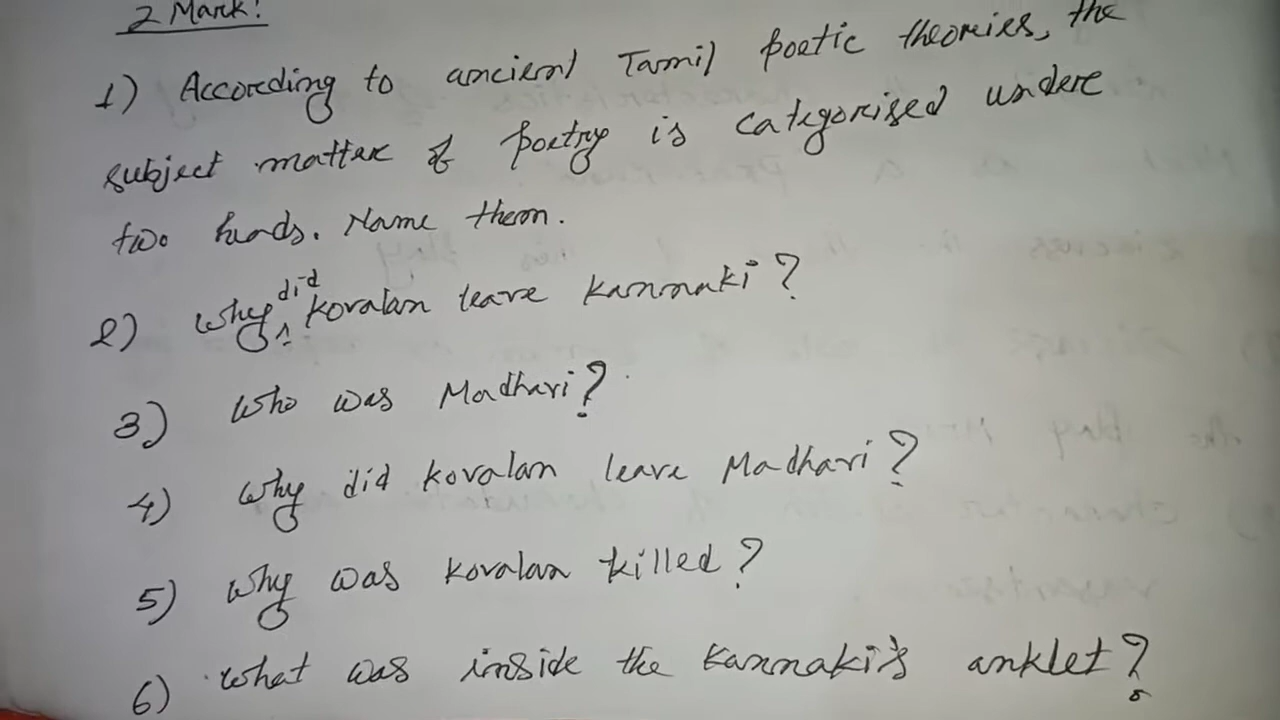 2 Mark:
1) According to ancient Tamil poetic theories, the
subject matter of poetry is categorised undere
two heads. Name them.
2) Why did kovalan leave Kannaki?
3) Who was Madhavi?
4) Why did kovalan leave Madhavi?
5) Why was kovalan killed?
6) What was inside the Kannaki's anklet?